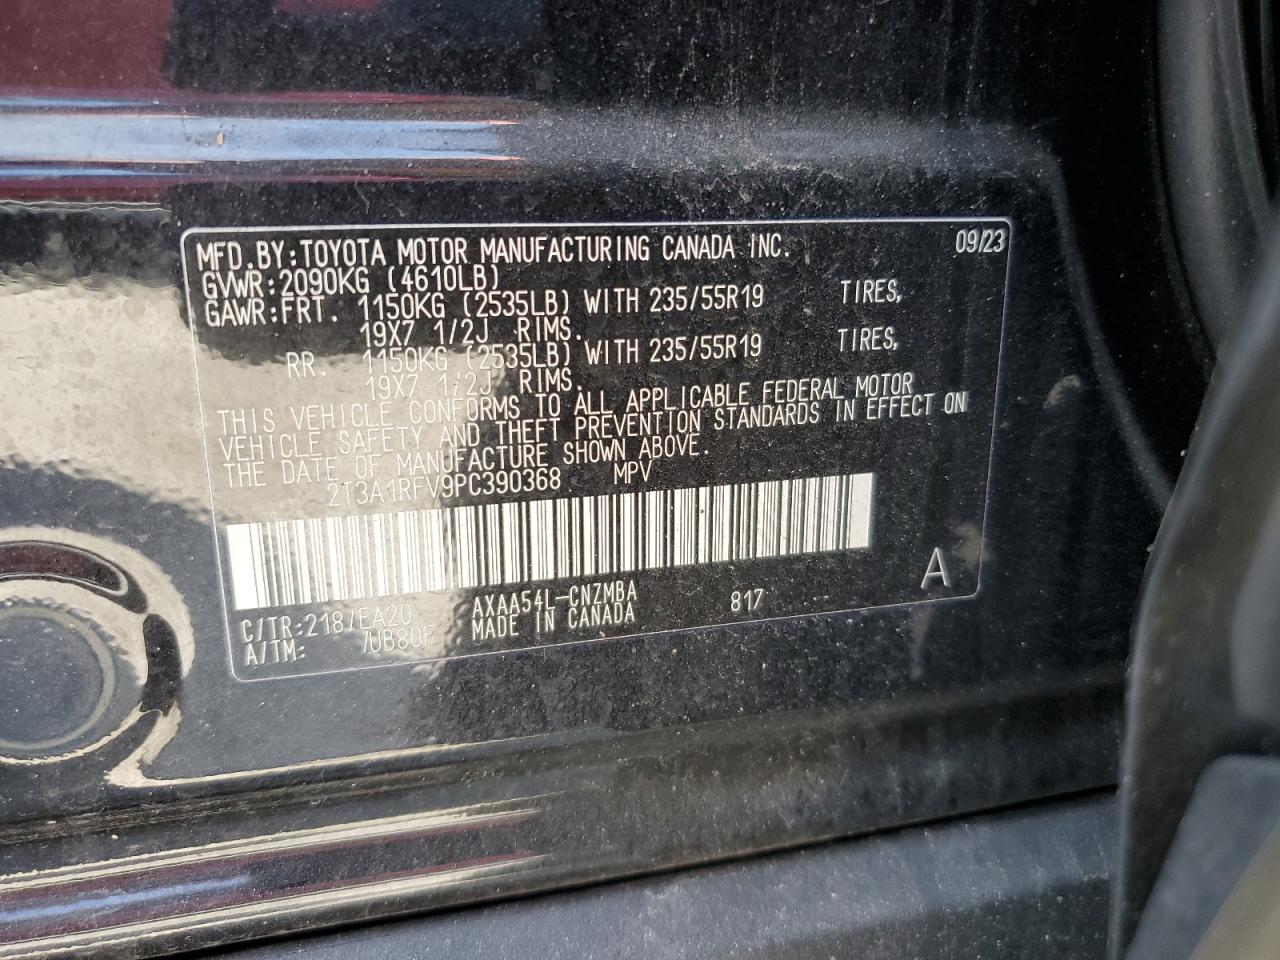 MFD.BY:TOYOTA MOTOR MANUFACTURING CANADA INC. 09/23
GVWR:2090KG (4610LB)
GAWR:FRT. 1150KG (2535LB) WITH 235/55R19 TIRES,
19X7 1/2J RIMS.
RR. 1150KG (2535LB) WITH 235/55R19 TIRES,
19X7 1/2J RIMS.
THIS VEHICLE CONFORMS TO ALL APPLICABLE FEDERAL MOTOR
VEHICLE SAFETY AND THEFT PREVENTION STANDARDS IN EFFECT ON
THE DATE OF MANUFACTURE SHOWN ABOVE.
2T3A1RFV9PC390368 MPV
C/TR:218/EA20 AXAA54L-CNZMBA 817 A
A/TM: /UB80F MADE IN CANADA